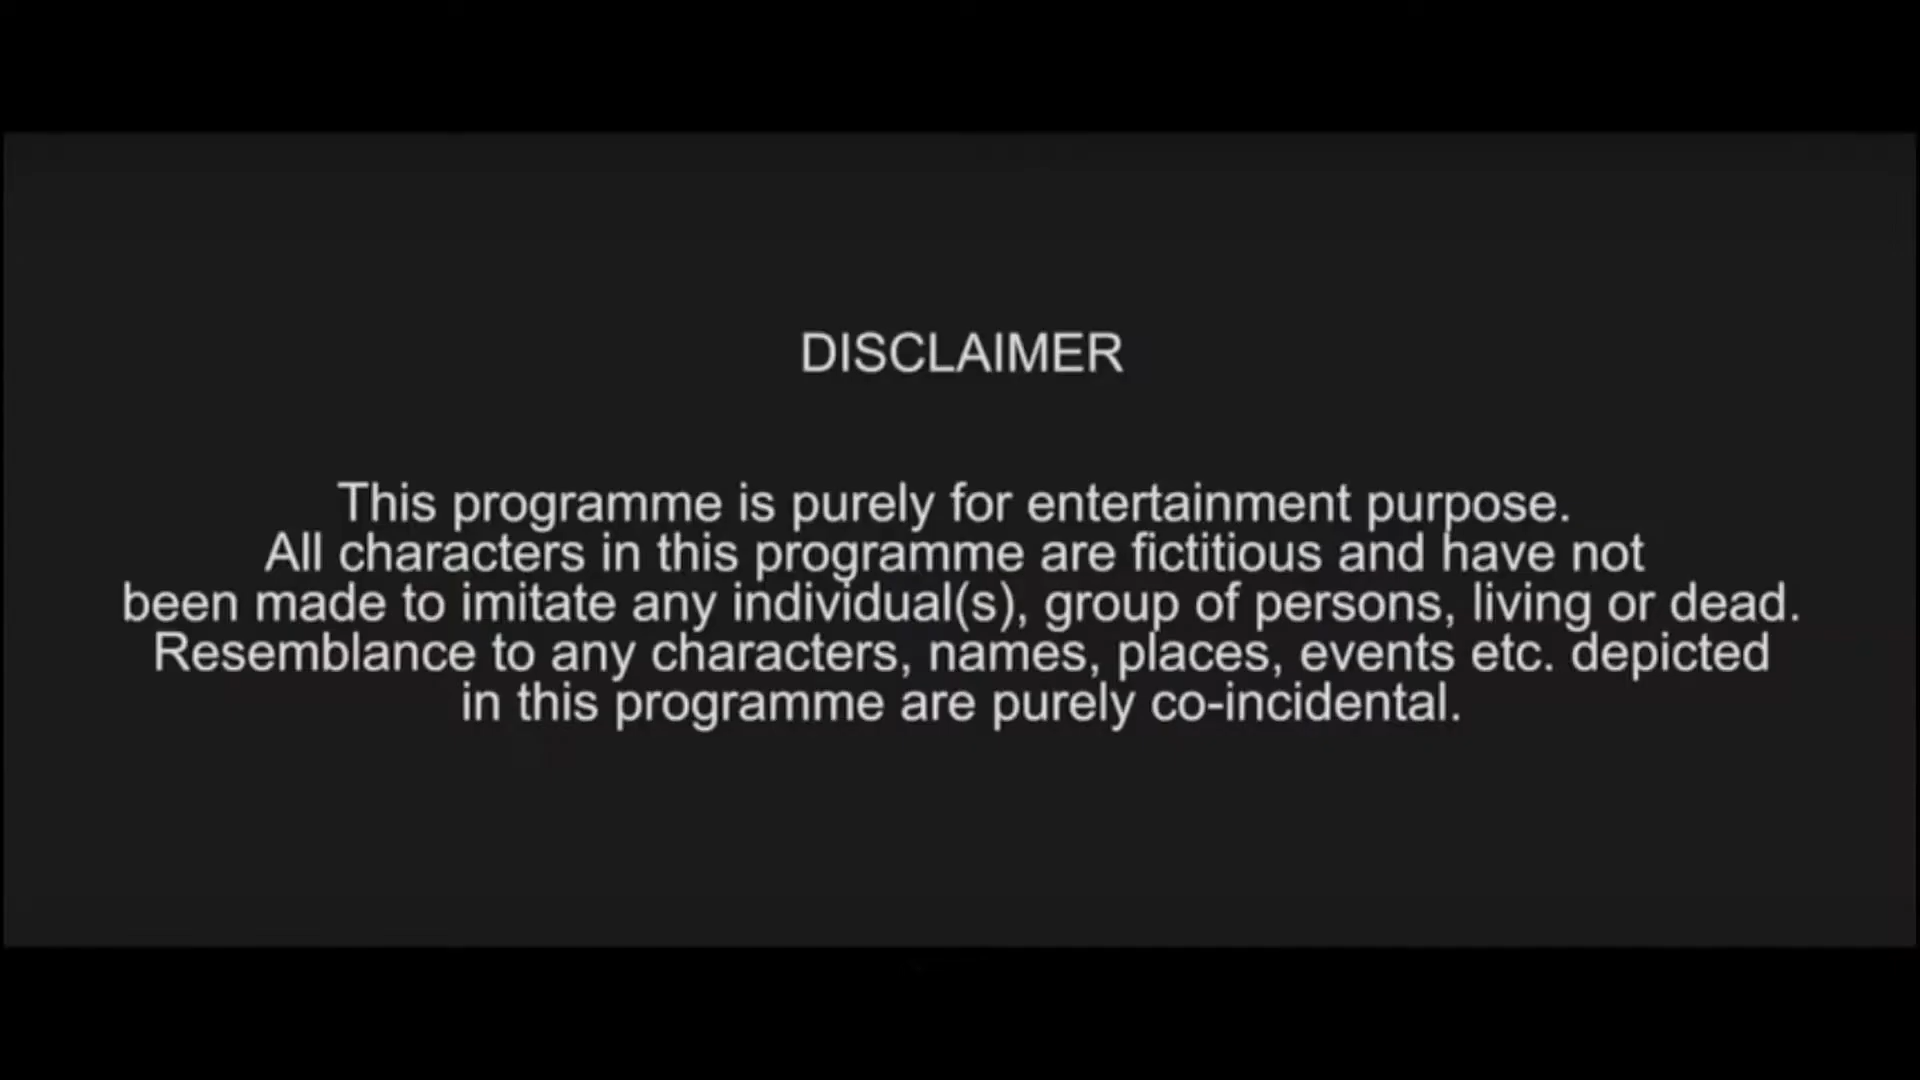 DISCLAIMER
This programme is purely for entertainment purpose.
All characters in this programme are fictitious and have not
been made to imitate any individual(s), group of persons, living or dead.
Resemblance to any characters, names, places, events etc. depicted
in this programme are purely co-incidental.